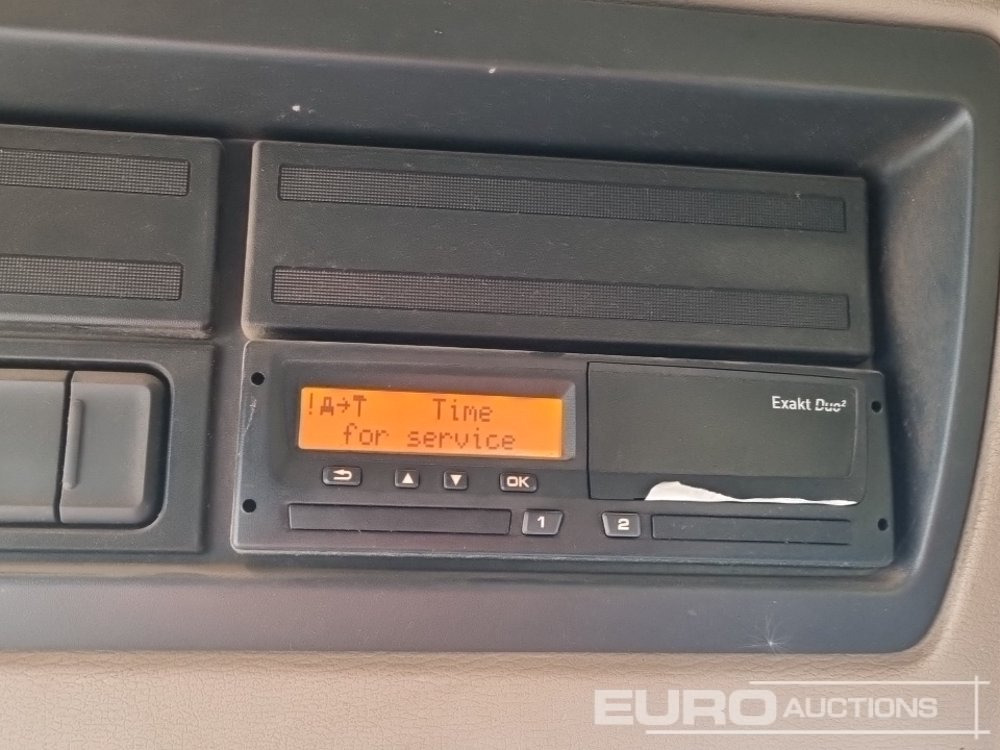 Exakt Duo²
! T Time
for service
OK
1
2
EURO AUCTIONS